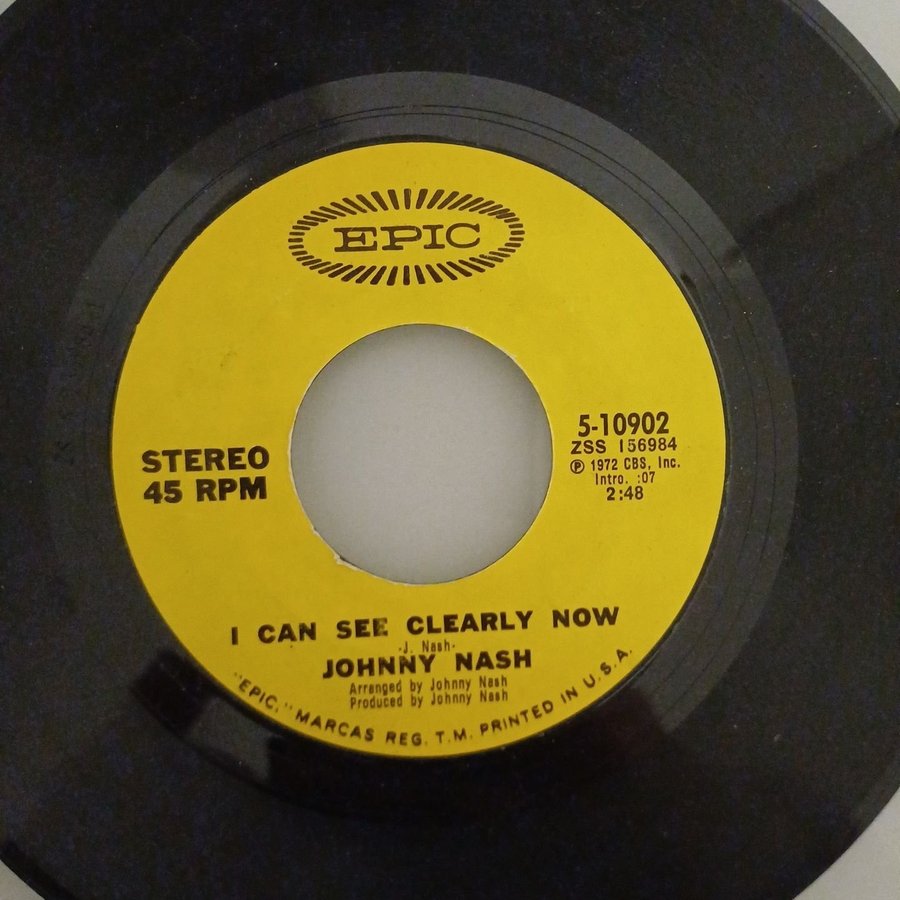 EPIC
STEREO
45 RPM
5-10902
ZSS 156984
Ⓟ 1972 CBS, Inc.
Intro. :07
2:48
I CAN SEE CLEARLY NOW
-J. Nash-
JOHNNY NASH
Arranged by Johnny Nash
Produced by Johnny Nash
"EPIC," MARCAS REG. T.M. PRINTED IN U.S.A.